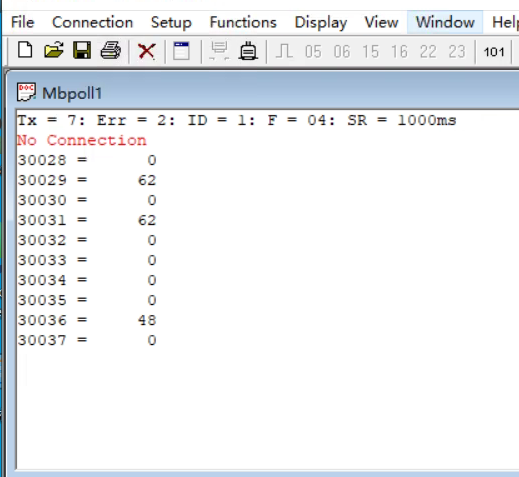 File Connection Setup Functions Display View Window Help
05 06 15 16 22 23 101
Mbpoll1
Tx = 7: Err = 2: ID = 1: F = 04: SR = 1000ms
No Connection
30028 = 0
30029 = 62
30030 = 0
30031 = 62
30032 = 0
30033 = 0
30034 = 0
30035 = 0
30036 = 48
30037 = 0